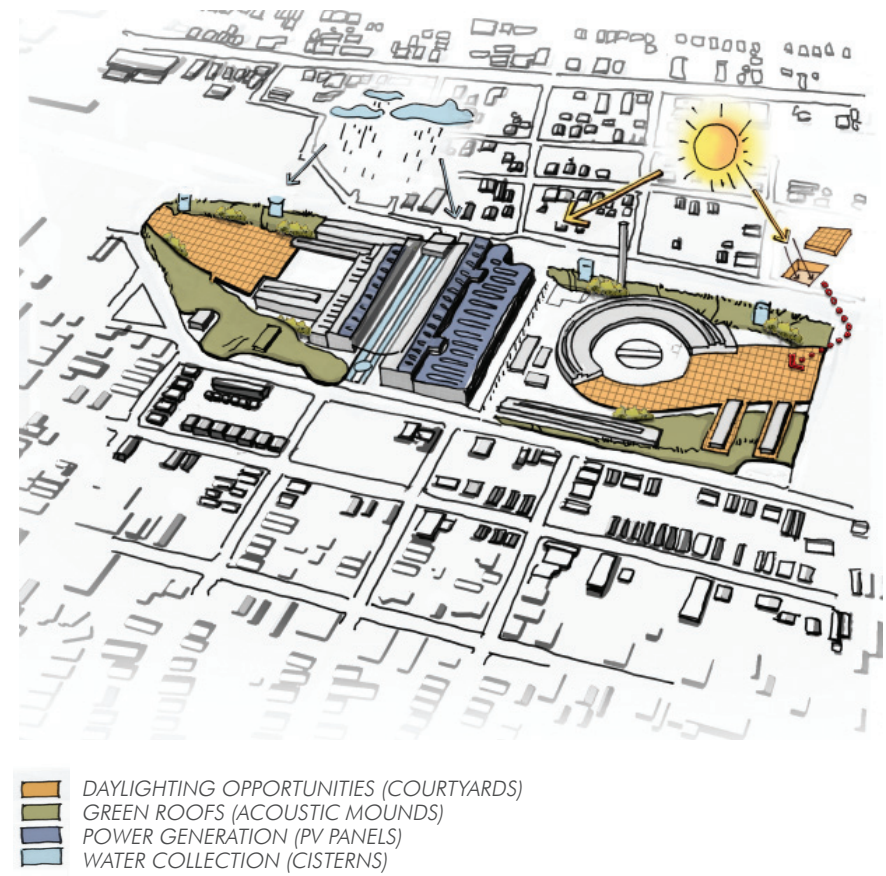 DAYLIGHTING OPPORTUNITIES (COURTYARDS)
GREEN ROOFS (ACOUSTIC MOUNDS)
POWER GENERATION (PV PANELS)
WATER COLLECTION (CISTERNS)